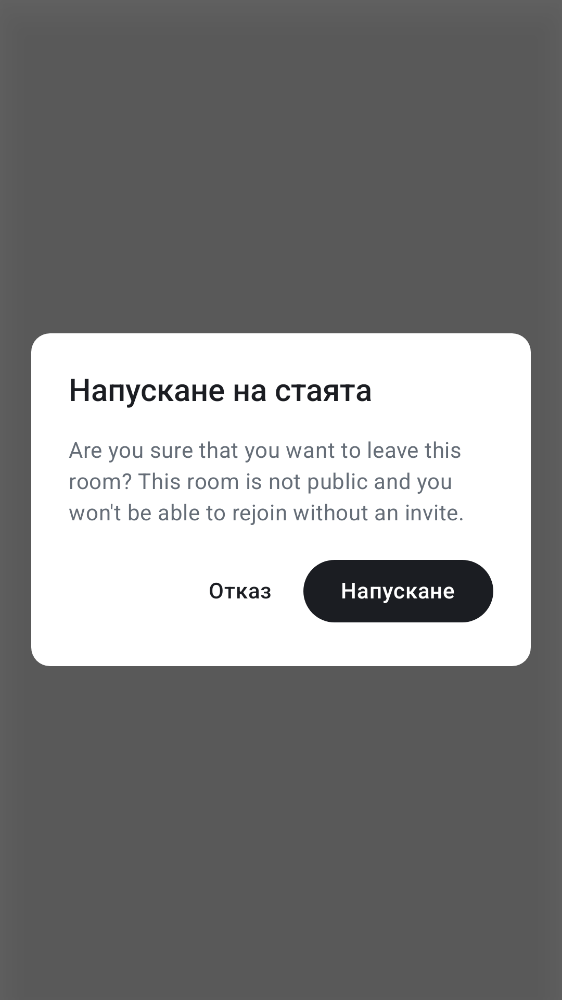 Напускане на стаята
Are you sure that you want to leave this
room? This room is not public and you
won't be able to rejoin without an invite.
Отказ
Напускане